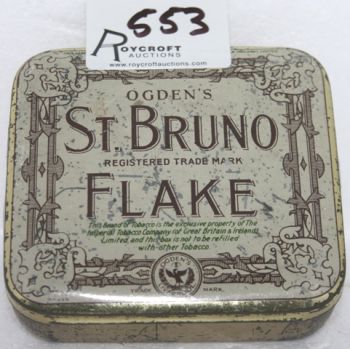 553
ROYCROFT
AUCTIONS
www.roycroftauctions.com
OGDEN'S
ST. BRUNO
REGISTERED TRADE MARK
FLAKE
This Brand of Tobacco is the exclusive property of The
Imperial Tobacco Company (of Great Britain & Ireland)
Limited, and this box is not to be refilled
with other Tobacco.
OGDEN'S
TRADE MARK